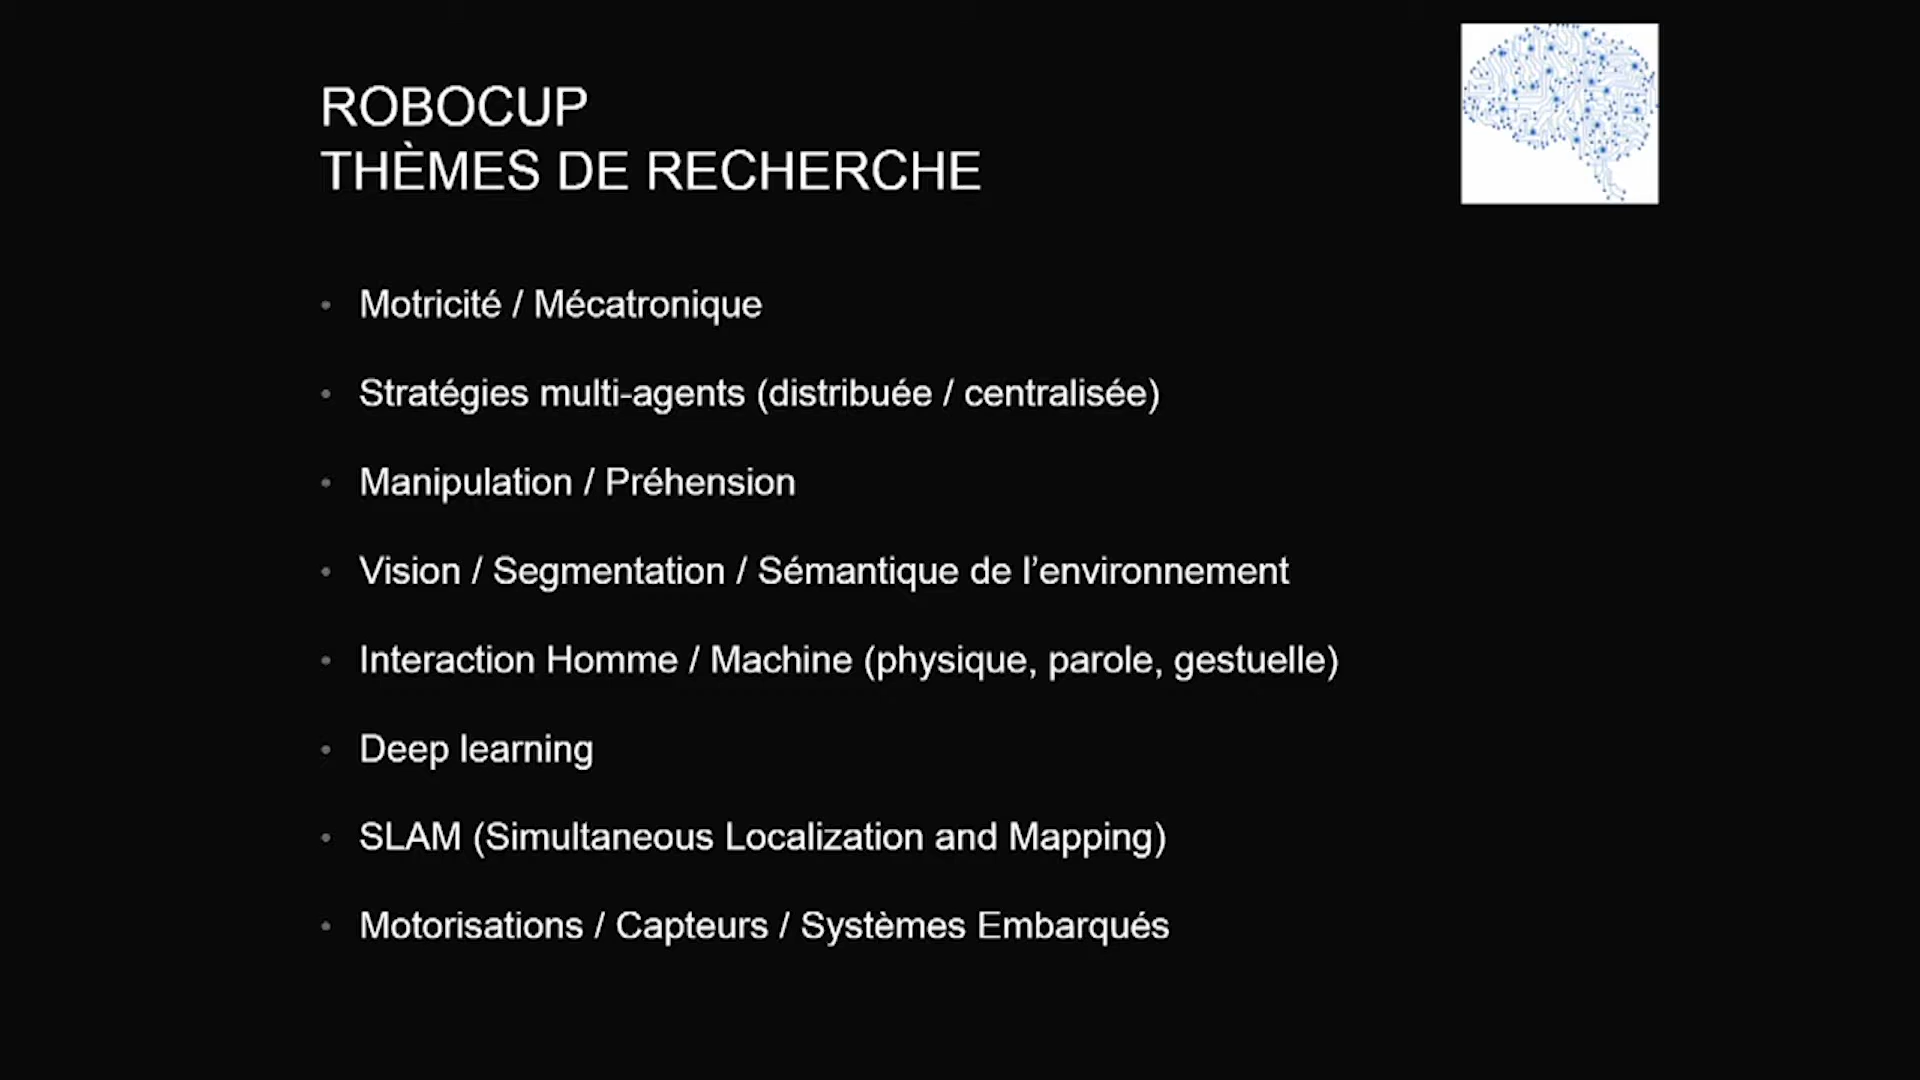 ROBOCUP
THÈMES DE RECHERCHE
• Motricité / Mécatronique
• Stratégies multi-agents (distribuée / centralisée)
• Manipulation / Préhension
• Vision / Segmentation / Sémantique de l’environnement
• Interaction Homme / Machine (physique, parole, gestuelle)
• Deep learning
• SLAM (Simultaneous Localization and Mapping)
• Motorisations / Capteurs / Systèmes Embarqués